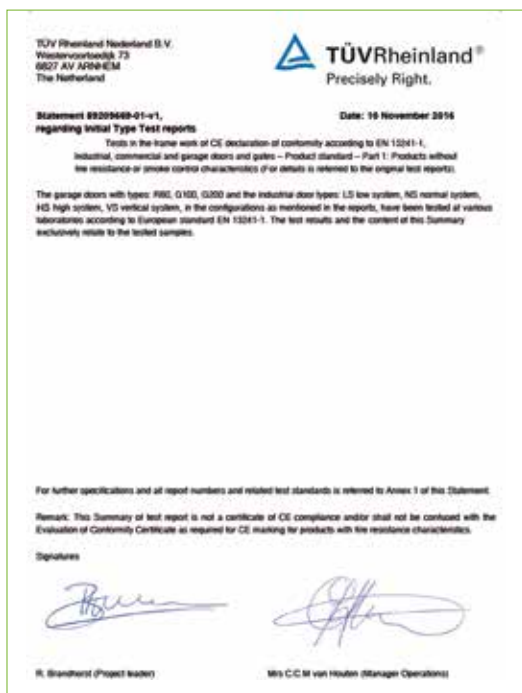 TÜV Rheinland Nederland B.V.
Westervoortsedijk 73
6827 AV ARNHEM
The Netherland
TÜVRheinland®
Precisely Right.
Statement 89209669-01-v1,
regarding Initial Type Test reports
Date: 10 November 2016
Tests in the frame work of CE declaration of conformity according to EN 13241-1,
Industrial, commercial and garage doors and gates – Product standard – Part 1: Products without
fire resistance or smoke control characteristics (For details is referred to the original test reports).
The garage doors with types: R60, G100, G200 and the industrial door types: LS low system, NS normal system,
HS high system, VS vertical system, in the configurations as mentioned in the reports, have been tested at various
laboratories according to European standard EN 13241-1. The test results and the content of this Summary
exclusively relate to the tested samples.
For further specifications and all report numbers and related test standards is referred to Annex 1 of this Statement.
Remark: This Summary of test report is not a certificate of CE compliance and/or shall not be confused with the
Evaluation of Conformity Certificate as required for CE marking for products with fire resistance characteristics.
Signatures
R. Brandhorst (Project leader)
Mrs C.C.M van Houten (Manager Operations)